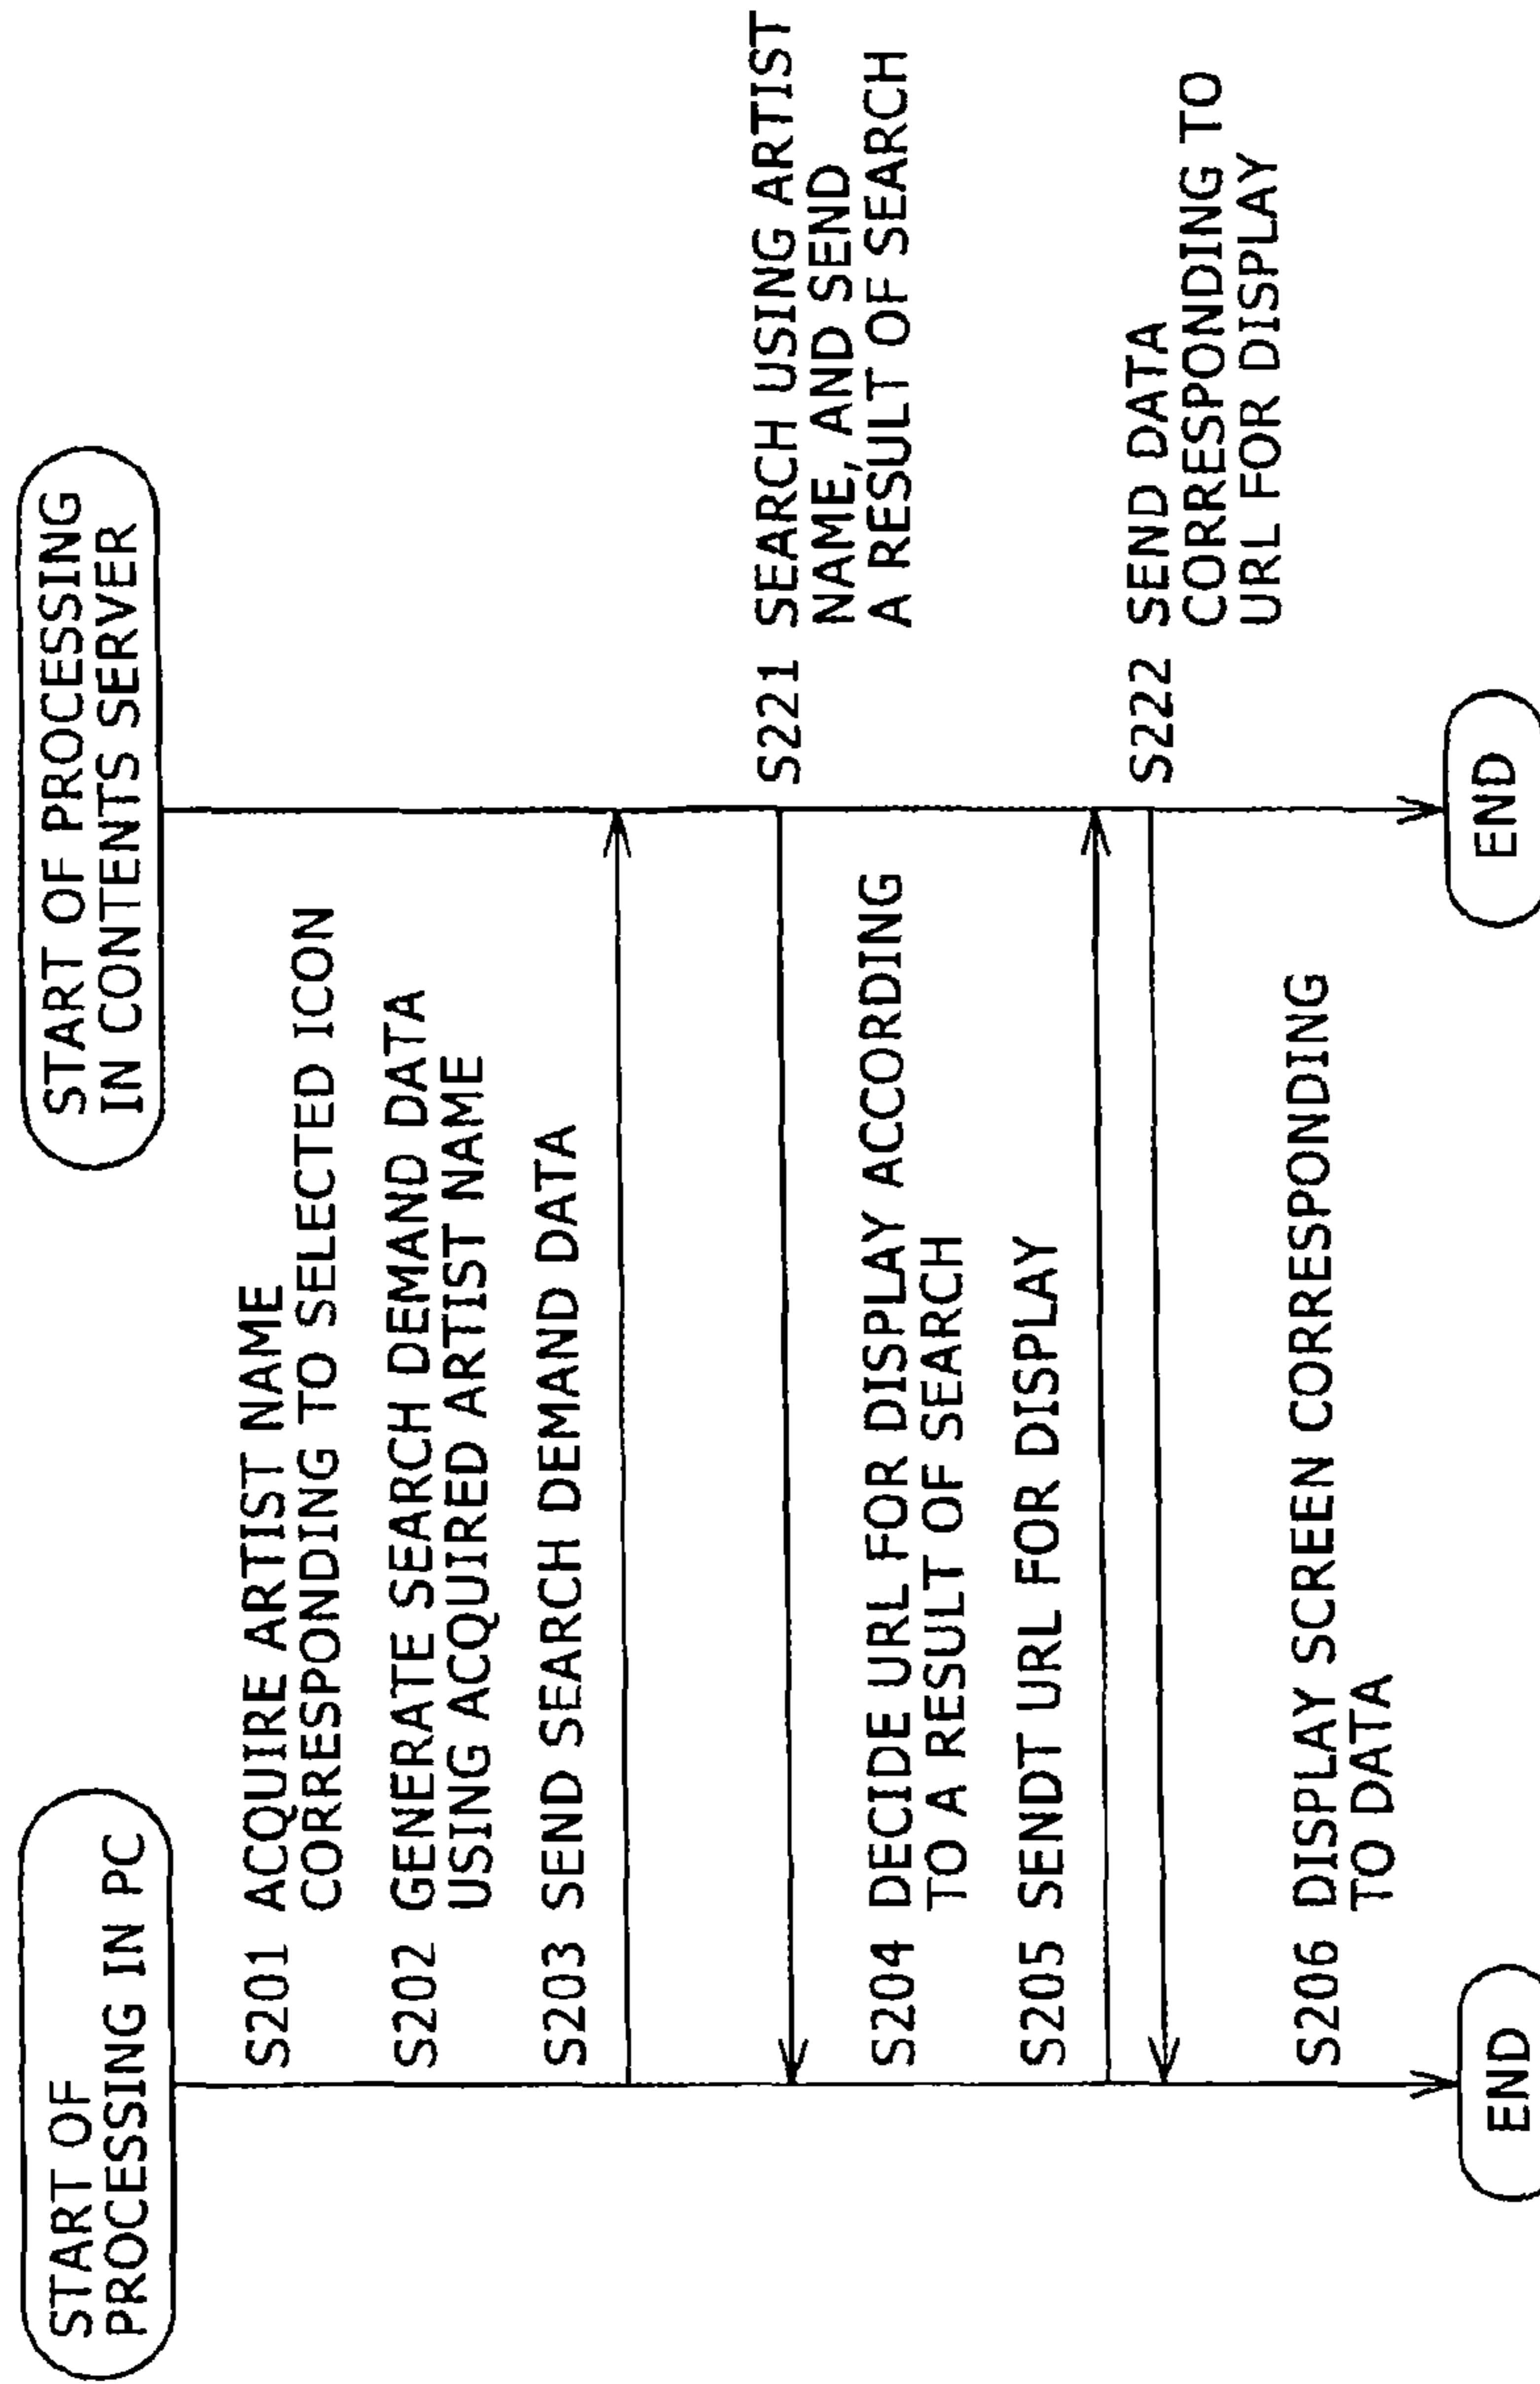 START OF
PROCESSING IN PC
START OF PROCESSING
IN CONTENTS SERVER
S201 ACQUIRE ARTIST NAME
CORRESPONDING TO SELECTED ICON
S202 GENERATE SEARCH DEMAND DATA
USING ACQUIRED ARTIST NAME
S203 SEND SEARCH DEMAND DATA
S221 SEARCH USING ARTIST
NAME, AND SEND
A RESULT OF SEARCH
S204 DECIDE URL FOR DISPLAY ACCORDING
TO A RESULT OF SEARCH
S205 SENDT URL FOR DISPLAY
S222 SEND DATA
CORRESPONDING TO
URL FOR DISPLAY
S206 DISPLAY SCREEN CORRESPONDING
TO DATA
END
END